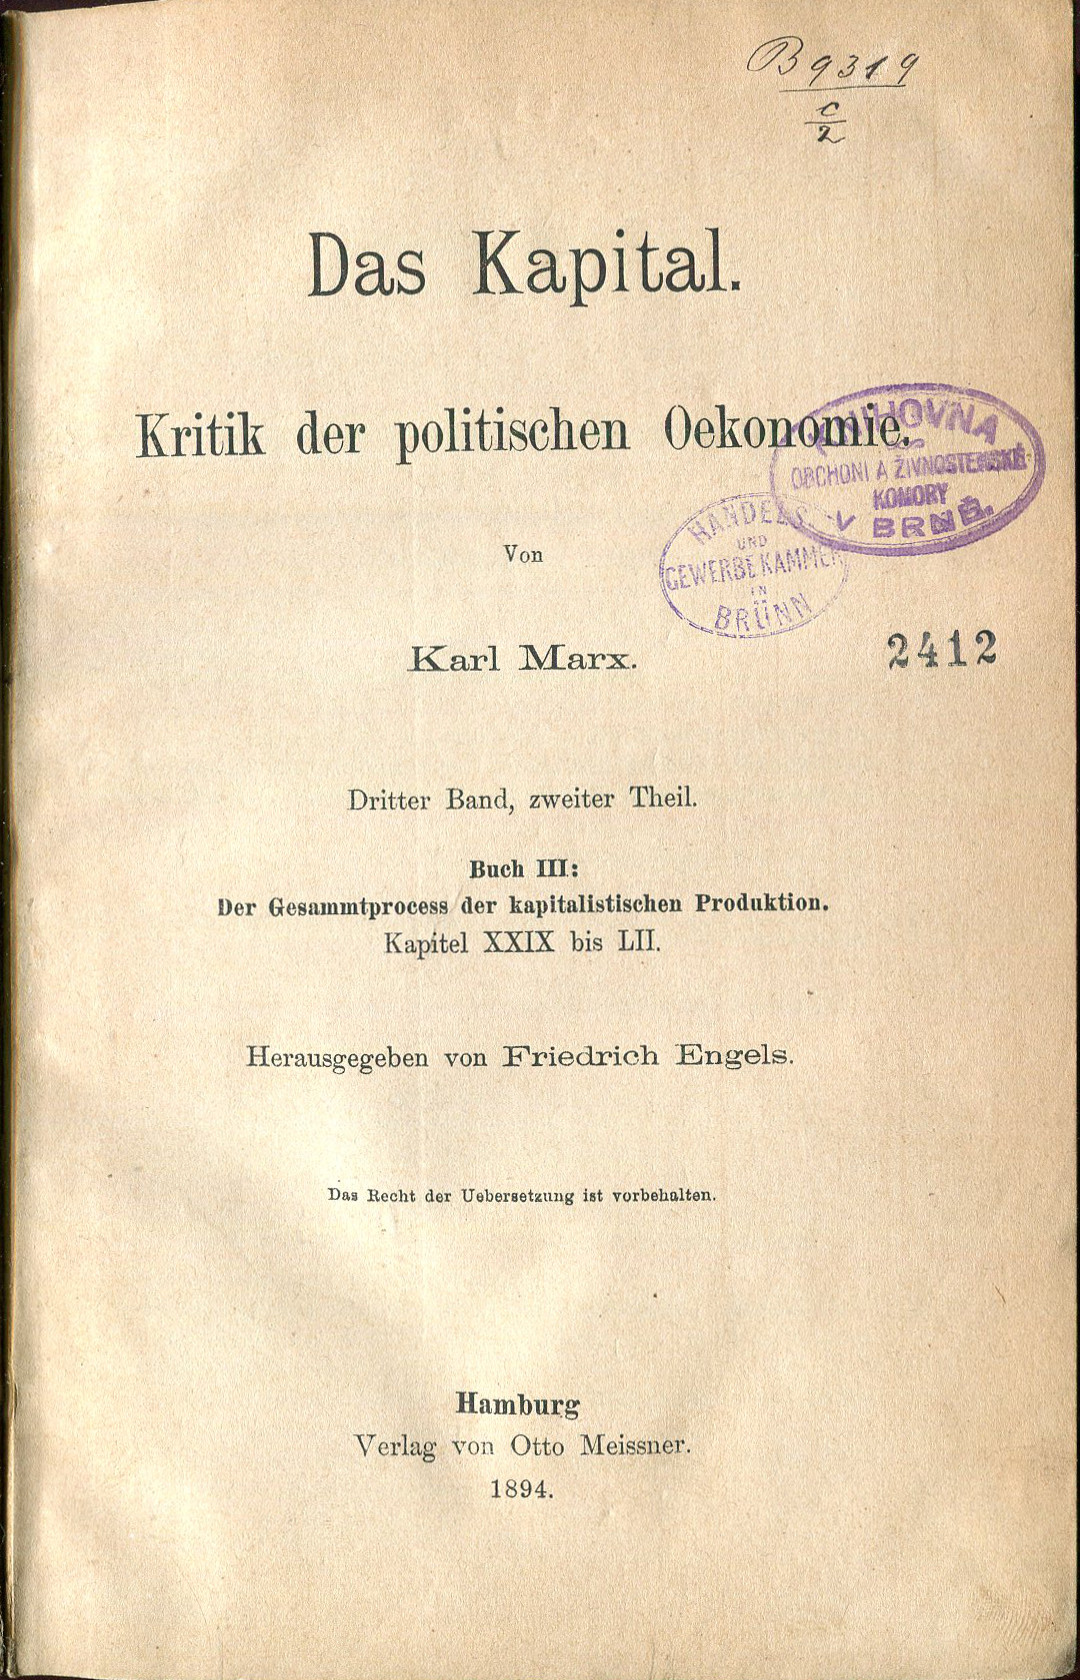 B 9319
c
2
Das Kapital.
Kritik der politischen Oekonomie.
KNIHOVNA
OBCHONI A ŽIVNOSTENSKÉ
KOMORY
V BRNĚ.
HANDELS
UND
GEWERBEKAMMER
IN
BRÜNN
Von
Karl Marx.
2412
Dritter Band, zweiter Theil.
Buch III:
Der Gesammtprocess der kapitalistischen Produktion.
Kapitel XXIX bis LII.
Herausgegeben von Friedrich Engels.
Das Recht der Uebersetzung ist vorbehalten.
Hamburg
Verlag von Otto Meissner.
1894.